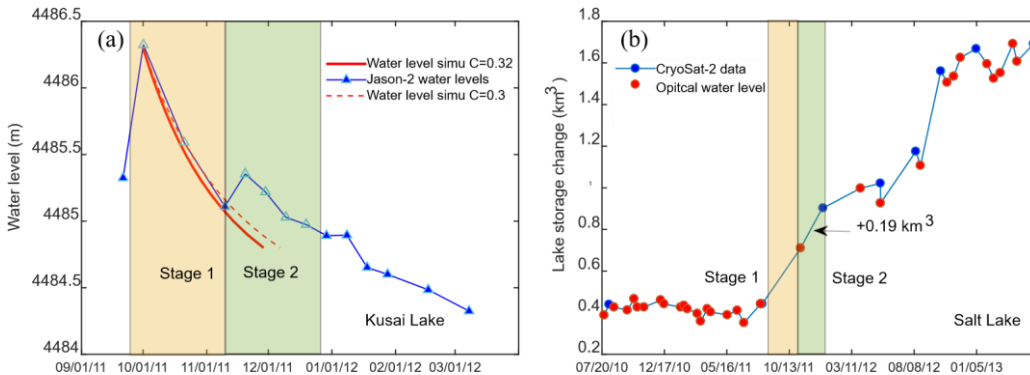 (a)
Water level simu C=0.32
Jason-2 water levels
Water level simu C=0.3
Water level (m)
4486.5
4486
4485.5
4485
4484.5
4484
Stage 1
Stage 2
Kusai Lake
09/01/11 10/01/11 11/01/11 12/01/11 01/01/12 02/01/12 03/01/12
(b)
CryoSat-2 data
Opitcal water level
Lake storage change (km3)
1.8
1.6
1.4
1.2
1
0.8
0.6
0.4
0.2
+0.19 km3
Stage 1
Stage 2
Salt Lake
07/20/10 12/17/10 05/16/11 10/13/11 03/11/12 08/08/12 01/05/13